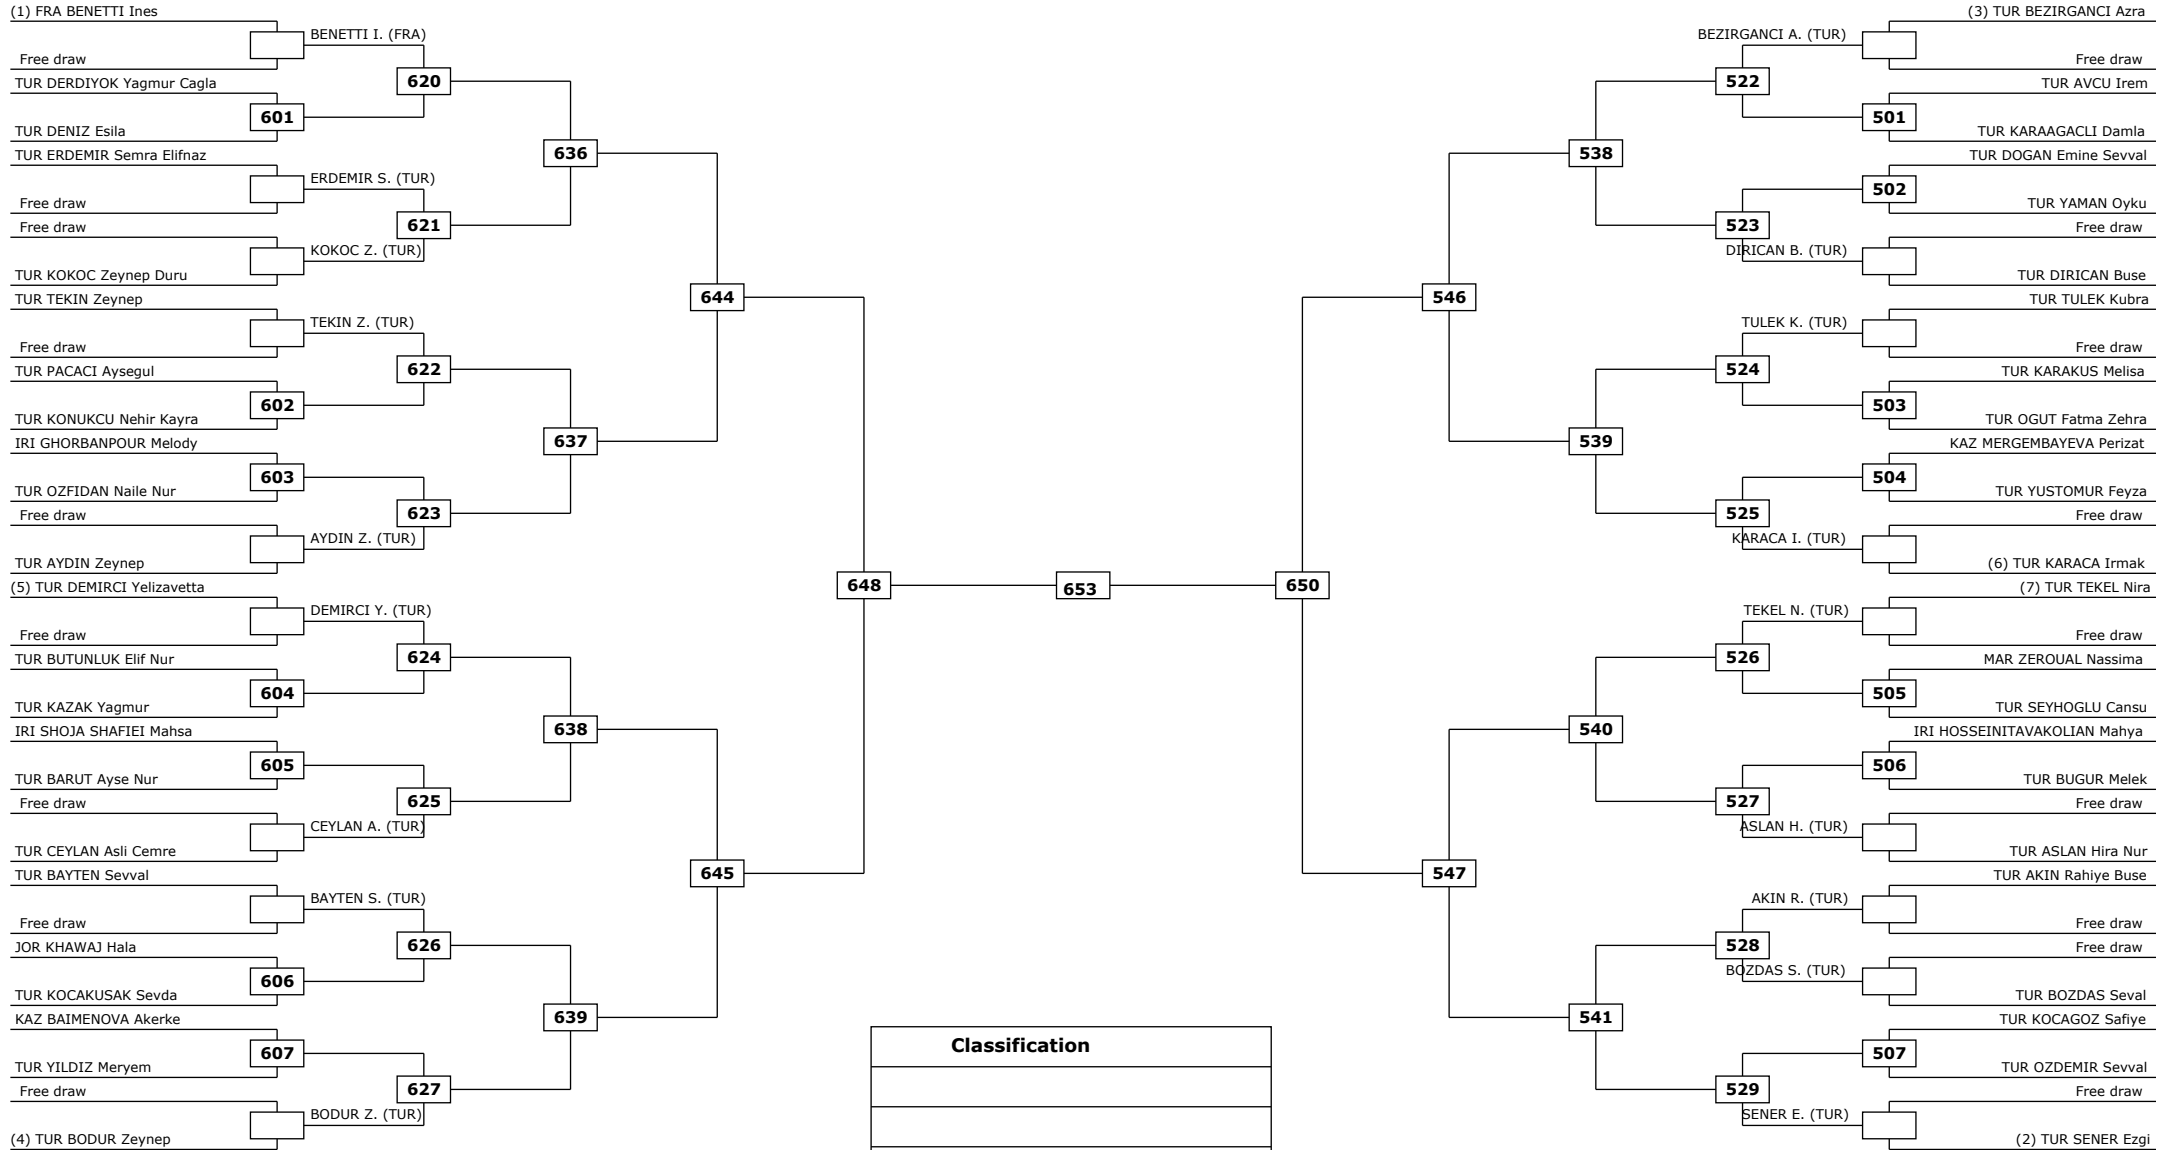 (1) FRA BENETTI Ines
BENETTI I. (FRA)
Free draw
620
TUR DERDIYOK Yagmur Cagla
601
TUR DENIZ Esila
636
TUR ERDEMIR Semra Elifnaz
ERDEMIR S. (TUR)
Free draw
621
Free draw
KOKOC Z. (TUR)
TUR KOKOC Zeynep Duru
644
TUR TEKIN Zeynep
TEKIN Z. (TUR)
Free draw
622
TUR PACACI Aysegul
602
TUR KONUKCU Nehir Kayra
637
IRI GHORBANPOUR Melody
603
TUR OZFIDAN Naile Nur
623
Free draw
AYDIN Z. (TUR)
TUR AYDIN Zeynep
648
653
650
(5) TUR DEMIRCI Yelizavetta
DEMIRCI Y. (TUR)
Free draw
624
TUR BUTUNLUK Elif Nur
604
TUR KAZAK Yagmur
638
IRI SHOJA SHAFIEI Mahsa
605
TUR BARUT Ayse Nur
625
Free draw
CEYLAN A. (TUR)
TUR CEYLAN Asli Cemre
645
TUR BAYTEN Sevval
BAYTEN S. (TUR)
Free draw
626
JOR KHAWAJ Hala
606
TUR KOCAKUSAK Sevda
639
KAZ BAIMENOVA Akerke
607
TUR YILDIZ Meryem
627
Free draw
BODUR Z. (TUR)
(4) TUR BODUR Zeynep
(3) TUR BEZIRGANCI Azra
BEZIRGANCI A. (TUR)
Free draw
522
TUR AVCU Irem
501
TUR KARAAGACLI Damla
538
TUR DOGAN Emine Sevval
502
TUR YAMAN Oyku
523
Free draw
DIRICAN B. (TUR)
TUR DIRICAN Buse
546
TUR TULEK Kubra
TULEK K. (TUR)
Free draw
524
TUR KARAKUS Melisa
503
TUR OGUT Fatma Zehra
539
KAZ MERGEMBAYEVA Perizat
504
TUR YUSTOMUR Feyza
525
Free draw
KARACA I. (TUR)
(6) TUR KARACA Irmak
(7) TUR TEKEL Nira
TEKEL N. (TUR)
Free draw
526
MAR ZEROUAL Nassima
505
TUR SEYHOGLU Cansu
540
IRI HOSSEINITAVAKOLIAN Mahya
506
TUR BUGUR Melek
527
Free draw
ASLAN H. (TUR)
TUR ASLAN Hira Nur
547
TUR AKIN Rahiye Buse
AKIN R. (TUR)
Free draw
528
Free draw
BOZDAS S. (TUR)
TUR BOZDAS Seval
541
TUR KOCAGOZ Safiye
507
TUR OZDEMIR Sevval
529
Free draw
SENER E. (TUR)
(2) TUR SENER Ezgi
Classification